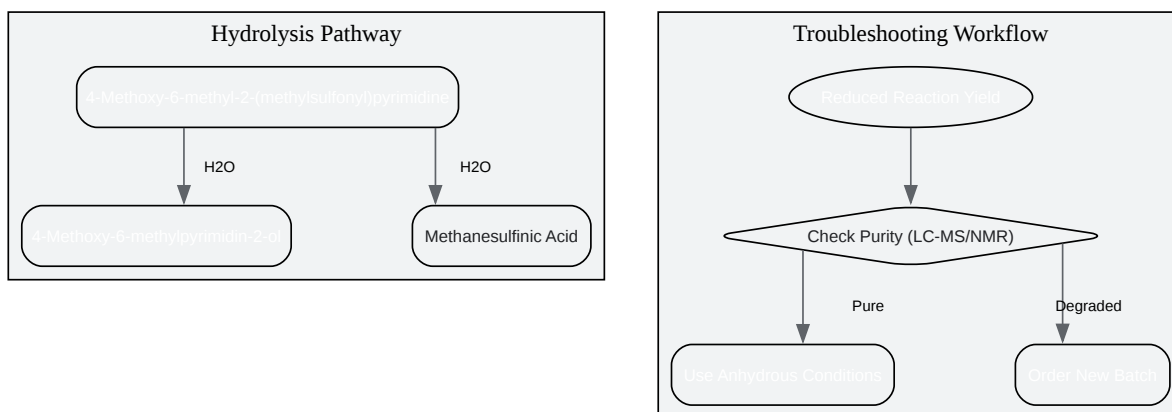 Hydrolysis Pathway
4-Methoxy-6-methyl-2-(methylsulfonyl)pyrimidine
H2O
H2O
4-Methoxy-6-methylpyrimidin-2-ol
Methanesulfinic Acid
Troubleshooting Workflow
Reduced Reaction Yield
Check Purity (LC-MS/NMR)
Pure
Degraded
Use Anhydrous Conditions
Order New Batch